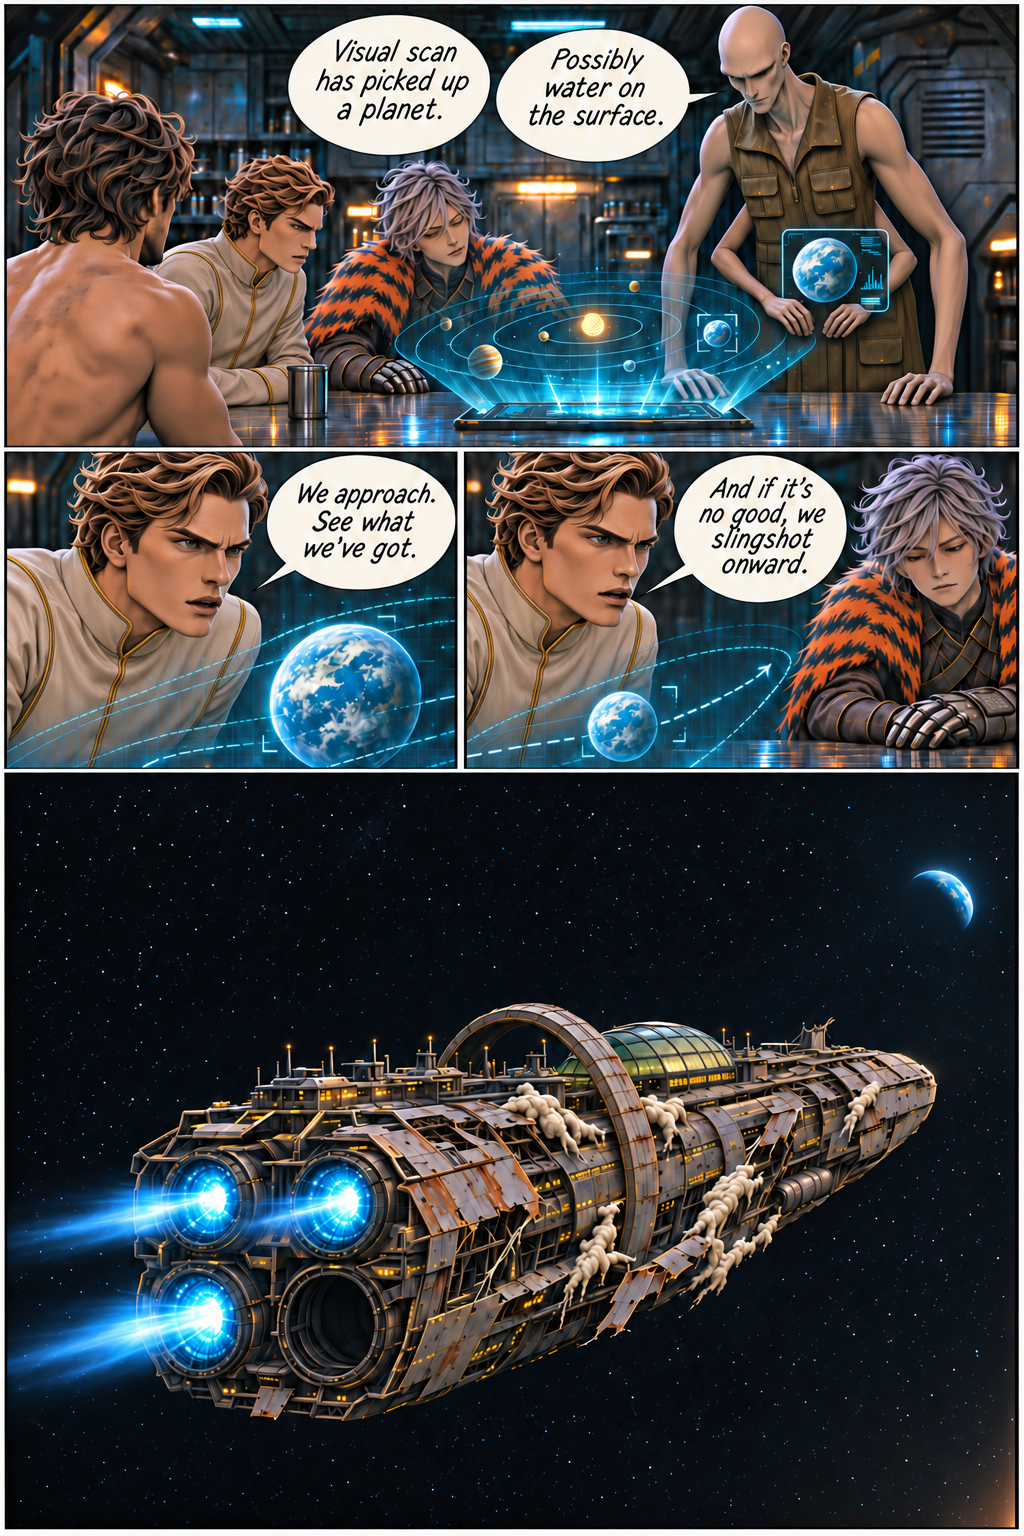 Visual scan
has picked up
a planet.
Possibly
water on
the surface.
We approach.
See what
we've got.
And if it's
no good, we
slingshot
onward.